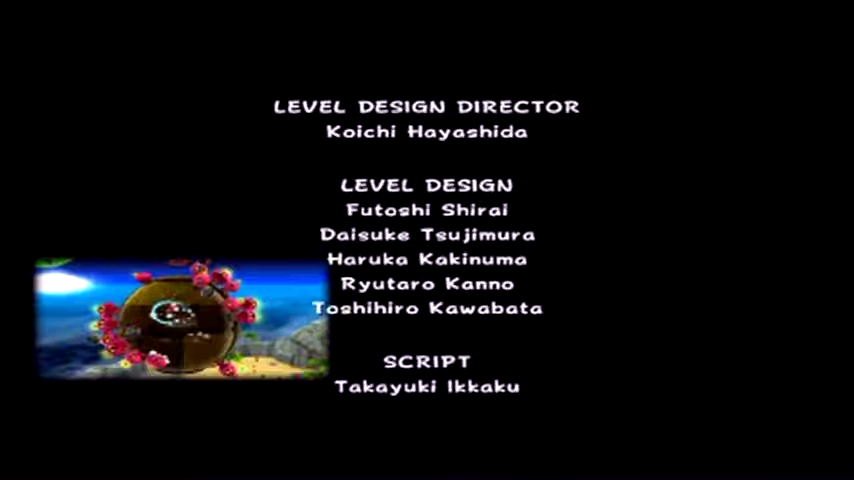 LEVEL DESIGN DIRECTOR
Koichi Hayashida
LEVEL DESIGN
Futoshi Shirai
Daisuke Tsujimura
Haruka Kakinuma
Ryutaro Kanno
Toshihiro Kawabata
SCRIPT
Takayuki Ikkaku